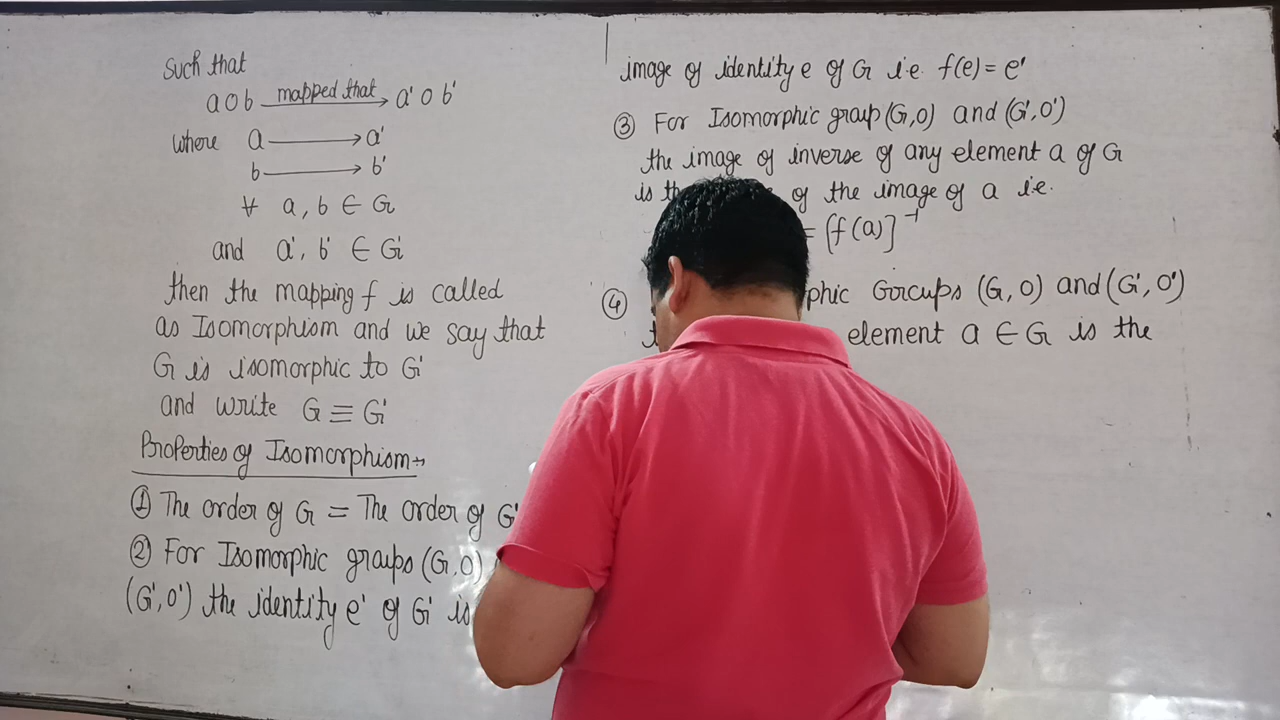 Such that
a o b mapped that → a' o b'
where a → a'
b → b'
∀ a, b ∈ G
and a', b' ∈ G'
then the mapping f is called
as Isomorphism and we say that
G is isomorphic to G'
and write G ≡ G'
Properties of Isomorphism→
① The order of G = The order of G'
② For Isomorphic groups (G, O)
(G', O') the identity e' of G' is
image of identity e of G i.e. f(e) = e'
③ For Isomorphic group (G, O) and (G', O')
the image of inverse of any element a of G
is of the image of a i.e.
= [f(a)]⁻¹
④ Gorcups (G, O) and (G', O')
element a ∈ G is the